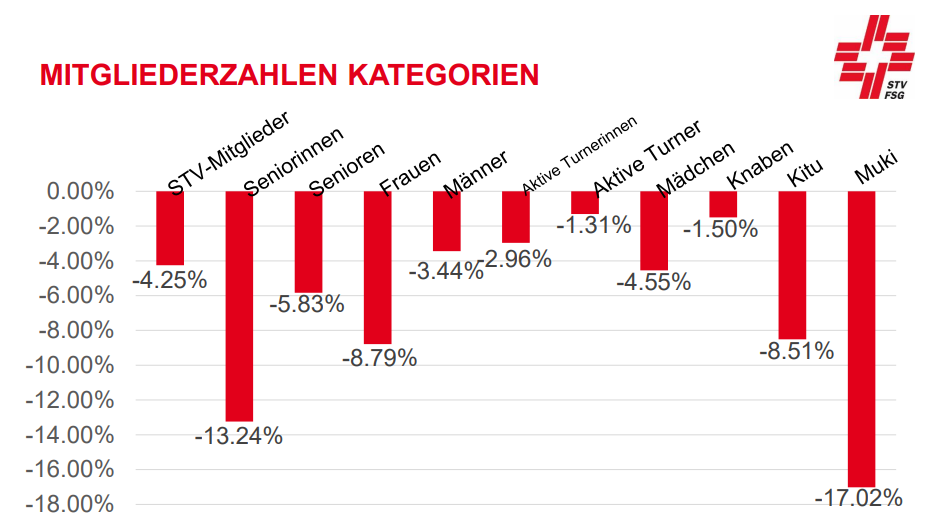 MITGLIEDERZAHLEN KATEGORIEN
STV
FSG
STV-Mitglieder
Seniorinnen
Senioren
Frauen
Männer
Aktive Turnerinnen
Aktive Turner
Mädchen
Knaben
Kitu
Muki
0.00%
-2.00%
-4.00%
-6.00%
-8.00%
-10.00%
-12.00%
-14.00%
-16.00%
-18.00%
-4.25%
-13.24%
-5.83%
-8.79%
-3.44%
-2.96%
-1.31%
-4.55%
-1.50%
-8.51%
-17.02%